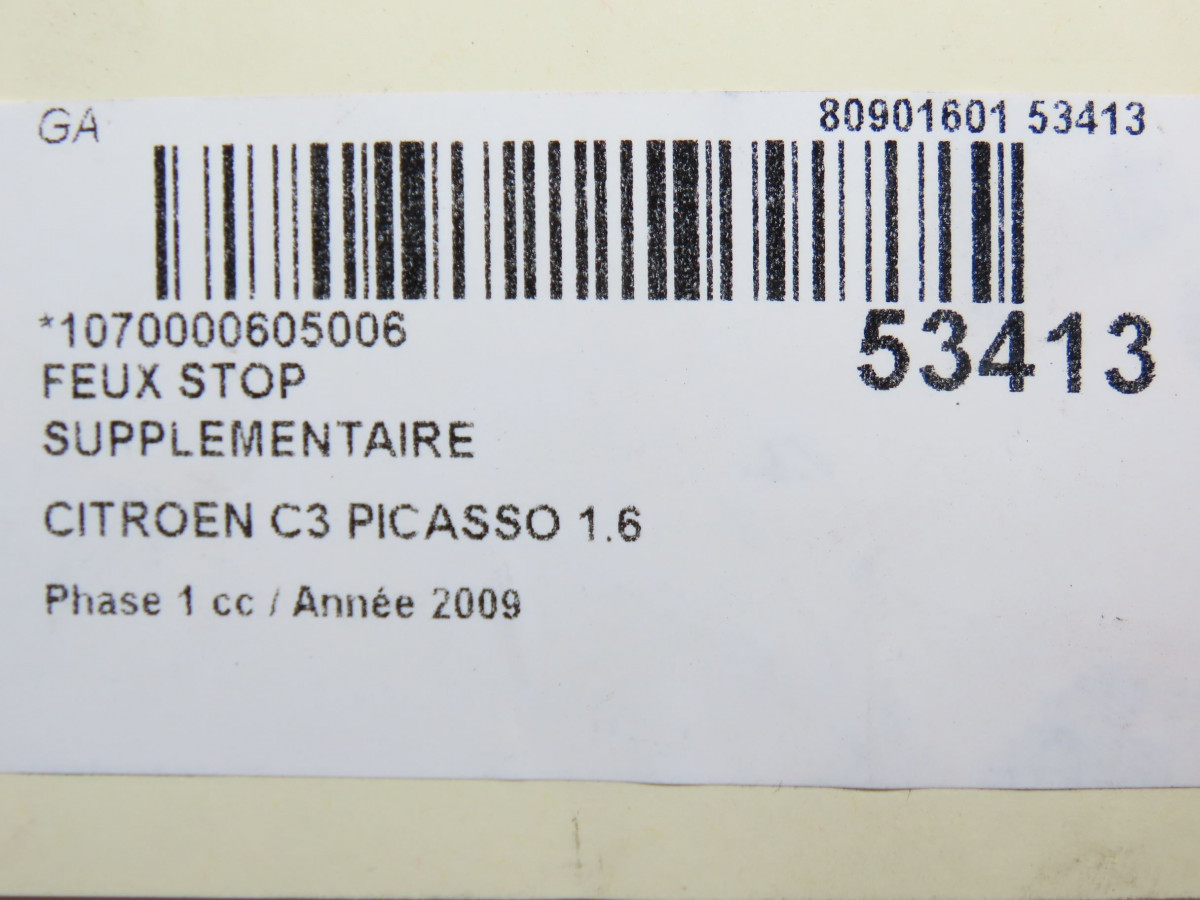 GA
80901601 53413
*1070000605006
53413
FEUX STOP
SUPPLEMENTAIRE
CITROEN C3 PICASSO 1.6
Phase 1 cc / Année 2009